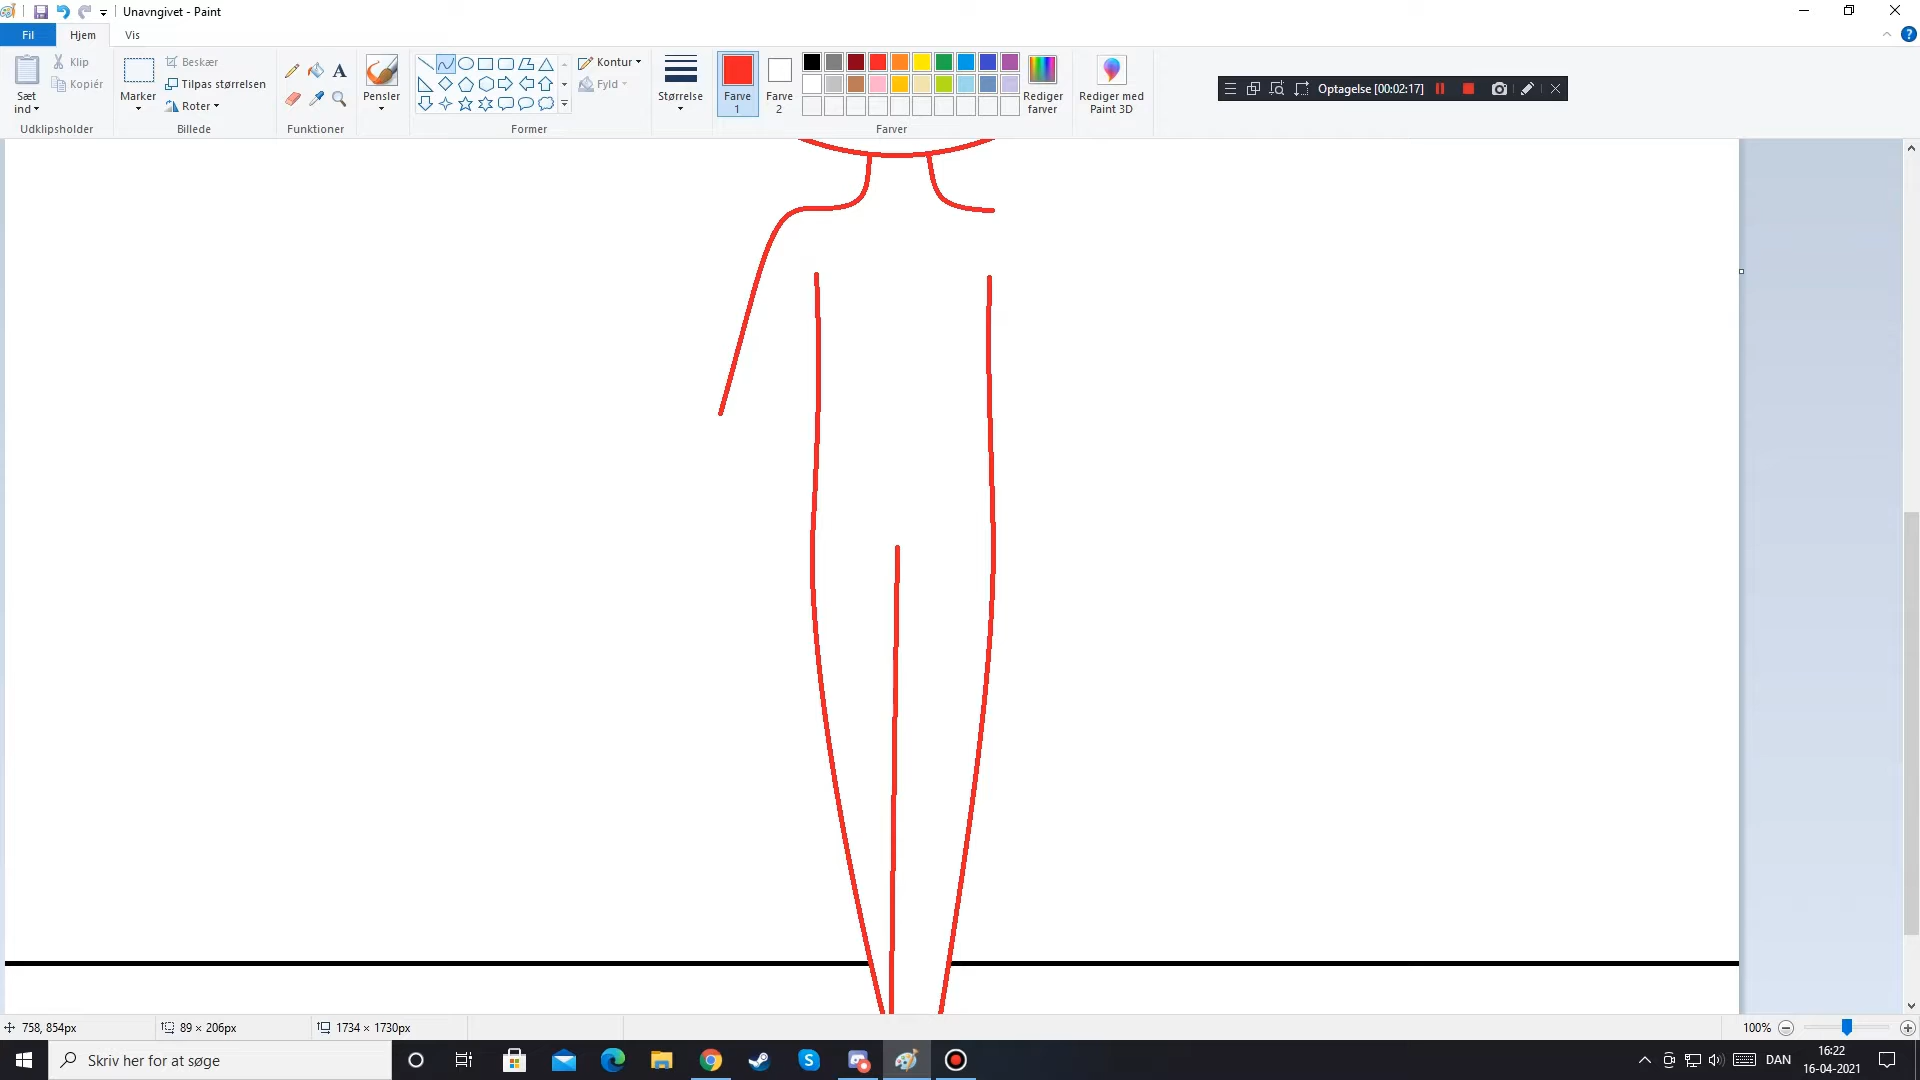 Unavngivet - Paint
Fil Hjem Vis
Sæt ind
Klip
Kopiér
Udklipsholder
Marker
Beskær
Tilpas størrelsen
Roter
Billede
A
Funktioner
Pensler
Former
Kontur
Fyld
Størrelse
Farve 1
Farve 2
Rediger farver
Farver
Rediger med Paint 3D
Optagelse [00:02:17]
758, 854px
89 × 206px
1734 × 1730px
100%
Skriv her for at søge
DAN
16:22
16-04-2021